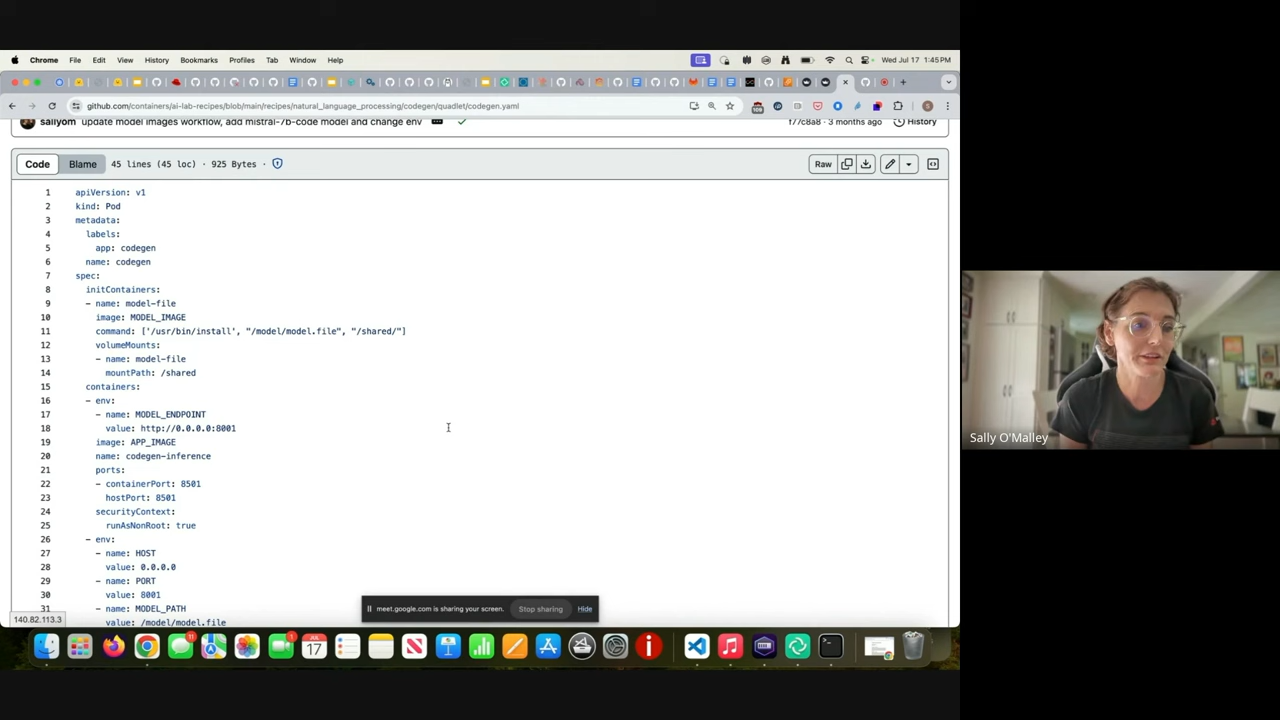 Chrome File Edit View History Bookmarks Profiles Tab Window Help Wed Jul 17 1:45 PM
github.com/containers/ai-lab-recipes/blob/main/recipes/natural_language_processing/codegen/quadlet/codegen.yaml
sallyom update model images workflow, add mistral-7b-code model and change env f77c8a8 · 3 months ago History
Code Blame 45 lines (45 loc) · 925 Bytes Raw
1 apiVersion: v1
2 kind: Pod
3 metadata:
4 labels:
5 app: codegen
6 name: codegen
7 spec:
8 initContainers:
9 - name: model-file
10 image: MODEL_IMAGE
11 command: ['/usr/bin/install', "/model/model.file", "/shared/"]
12 volumeMounts:
13 - name: model-file
14 mountPath: /shared
15 containers:
16 - env:
17 - name: MODEL_ENDPOINT
18 value: http://0.0.0.0:8001
19 image: APP_IMAGE
20 name: codegen-inference
21 ports:
22 - containerPort: 8501
23 hostPort: 8501
24 securityContext:
25 runAsNonRoot: true
26 - env:
27 - name: HOST
28 value: 0.0.0.0
29 - name: PORT
30 value: 8001
31 - name: MODEL_PATH
value: /model/model.file
140.82.113.3
meet.google.com is sharing your screen. Stop sharing Hide
JUL
17
Sally O'Malley